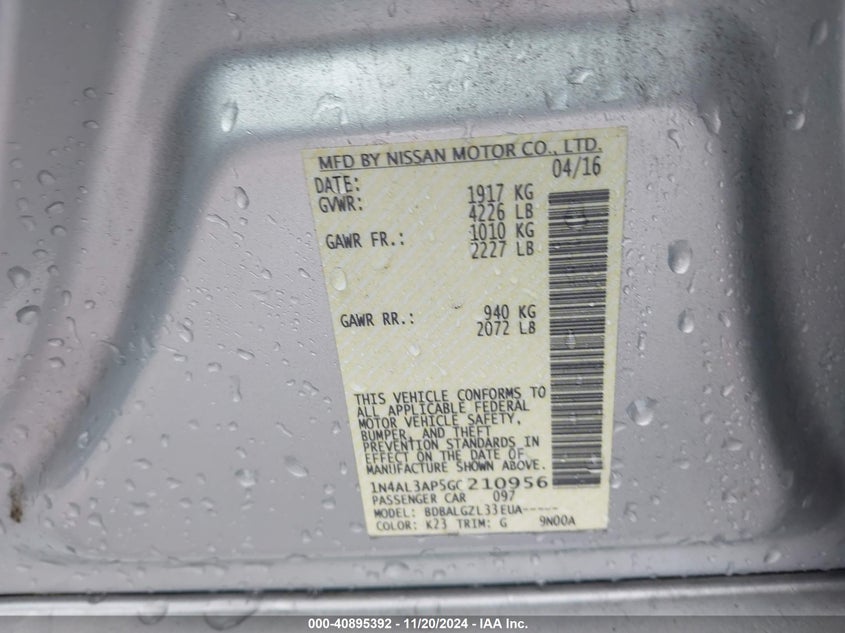 MFD BY NISSAN MOTOR CO., LTD.
DATE: 04/16
GVWR: 1917 KG
4226 LB
GAWR FR.: 1010 KG
2227 LB
GAWR RR.: 940 KG
2072 LB
THIS VEHICLE CONFORMS TO
ALL APPLICABLE FEDERAL
MOTOR VEHICLE SAFETY,
BUMPER, AND THEFT
PREVENTION STANDARDS IN
EFFECT ON THE DATE OF
MANUFACTURE SHOWN ABOVE.
1N4AL3AP5GC210956
PASSENGER CAR 097
MODEL: BDBALGZL33EUA-----
COLOR: K23 TRIM: G 9N00A
000-40895392 - 11/20/2024 - IAA Inc.